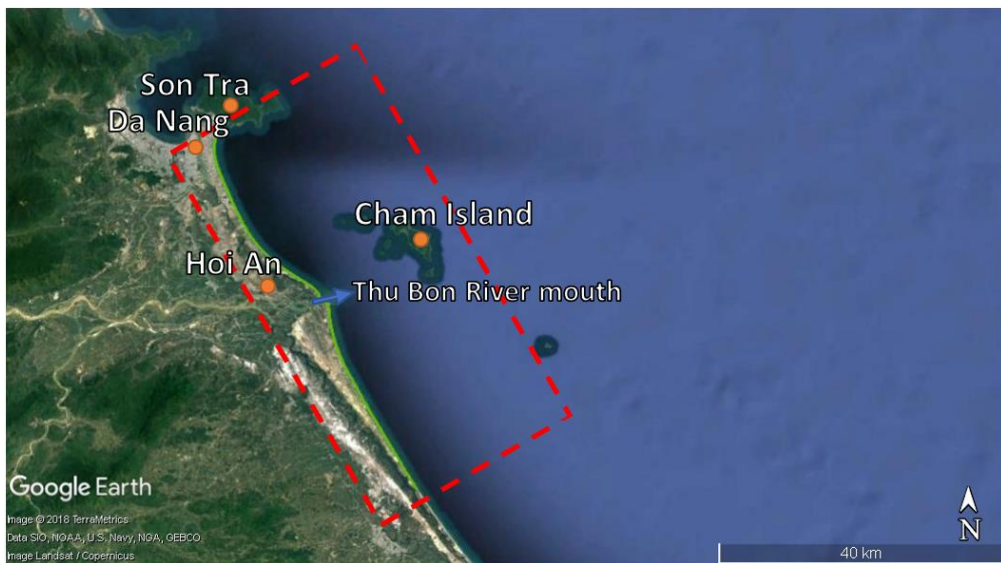 Son Tra
Da Nang
Cham Island
Hoi An
Thu Bon River mouth
Google Earth
Image © 2018 TerraMetrics
Data SIO, NOAA, U.S. Navy, NGA, GEBCO
Image Landsat / Copernicus
N
40 km